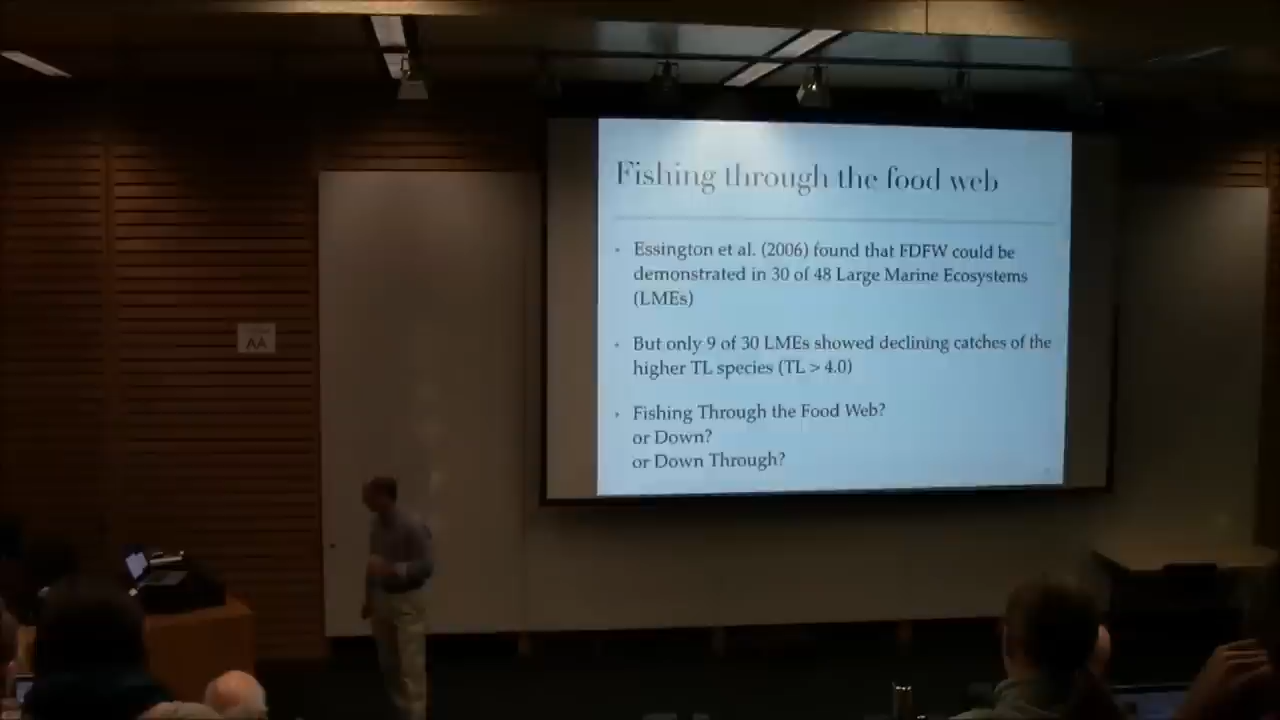 Fishing through the food web
• Essington et al. (2006) found that FDFW could be
demonstrated in 30 of 48 Large Marine Ecosystems
(LMEs)
• But only 9 of 30 LMEs showed declining catches of the
higher TL species (TL > 4.0)
• Fishing Through the Food Web?
or Down?
or Down Through?
AA